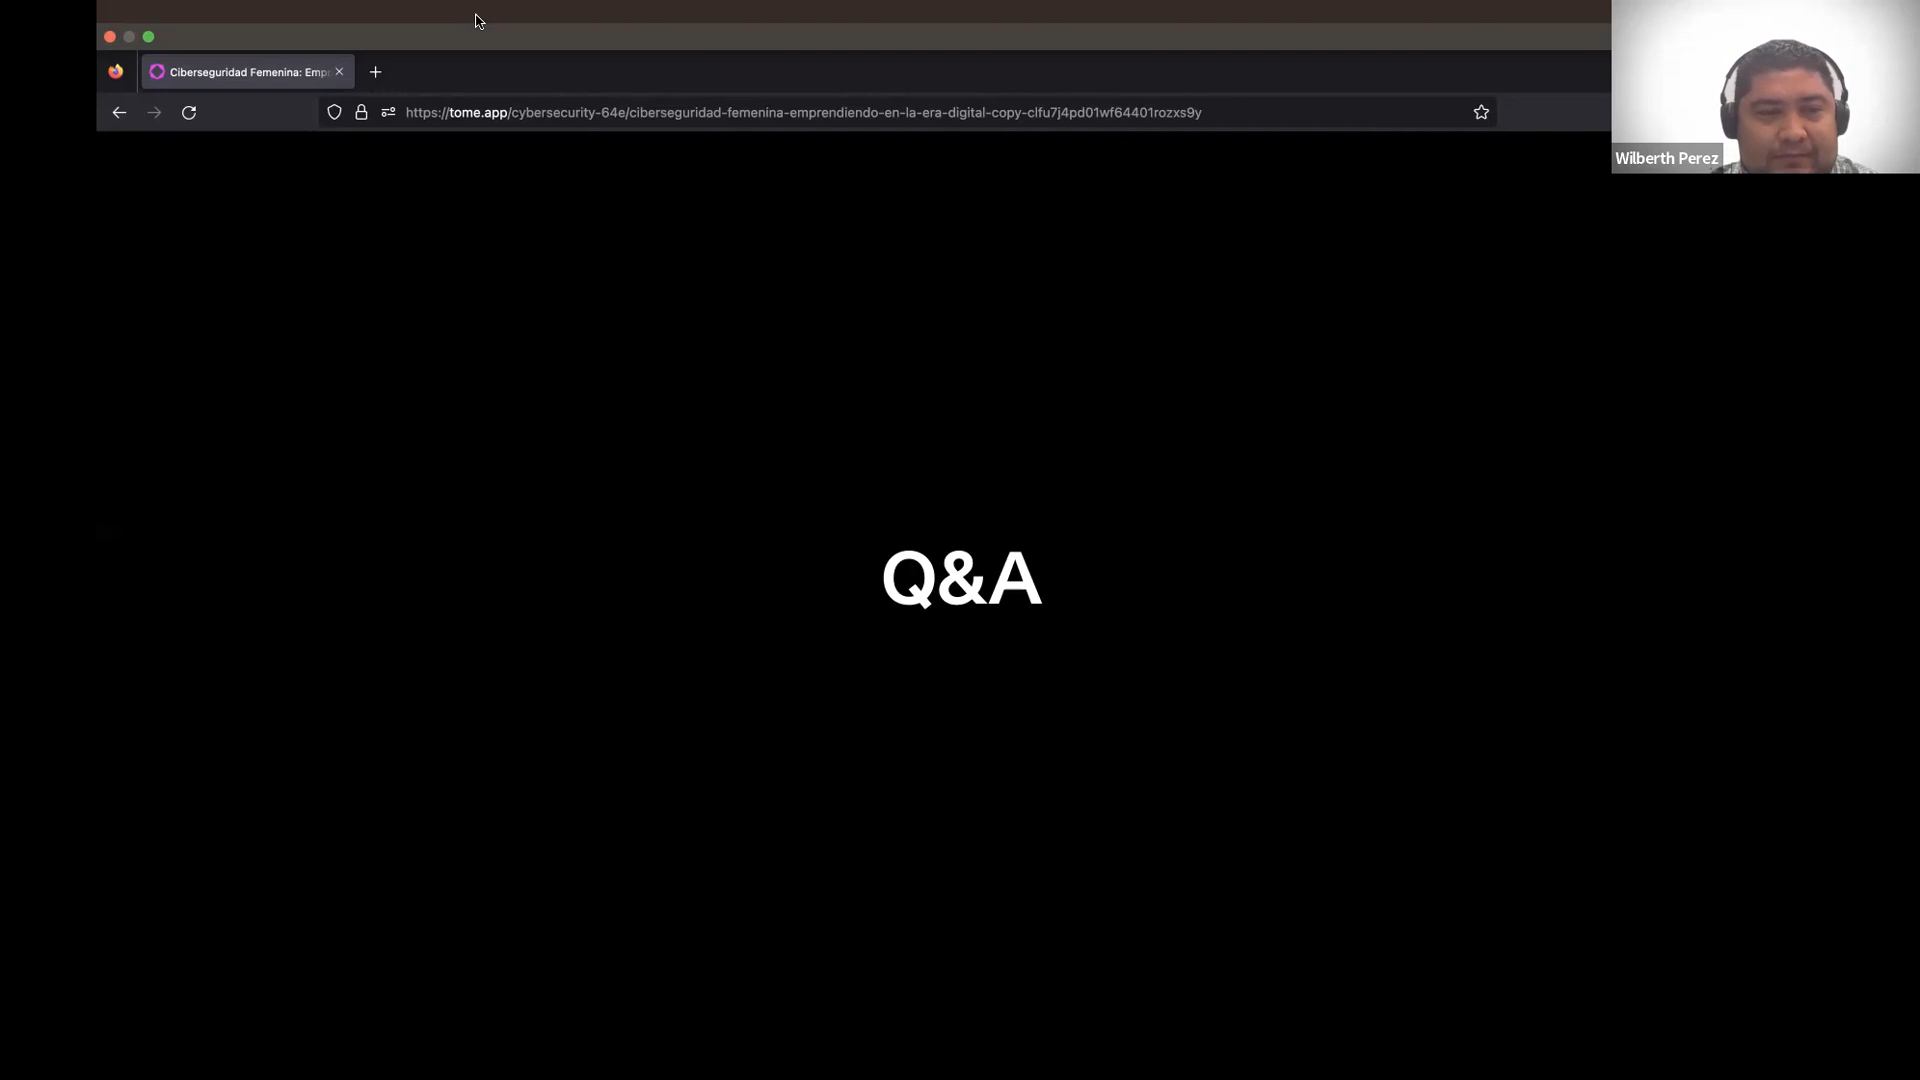 Ciberseguridad Femenina: Emp
https://tome.app/cybersecurity-64e/ciberseguridad-femenina-emprendiendo-en-la-era-digital-copy-clfu7j4pd01wf64401rozxs9y
Wilberth Perez
Q&A